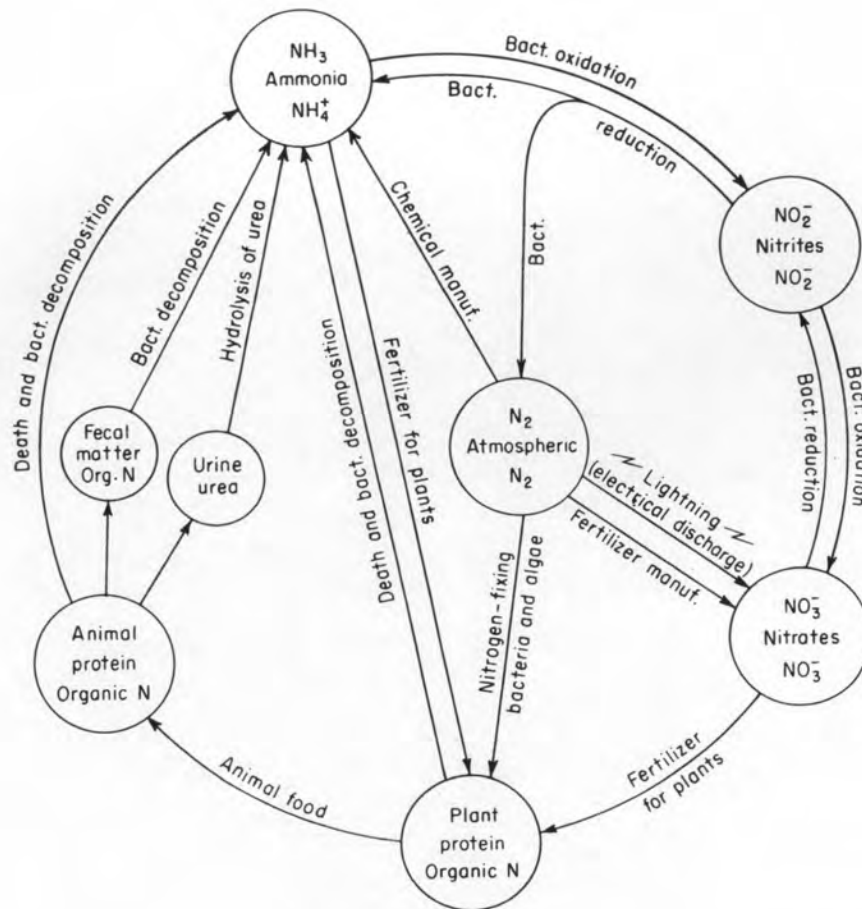 NH₃
Ammonia
NH₄⁺
Bact. oxidation
Bact.
reduction
NO₂⁻
Nitrites
NO₂⁻
Chemical manuf.
Bact.
Death and bact. decomposition
Bact. decomposition
Hydrolysis of urea
Fertilizer for plants
Death and bact. decomposition
Bact. reduction
Bact. oxidation
N₂
Atmospheric
N₂
Fecal
matter
Org. N
Urine
urea
Lightning
(electrical discharge)
Fertilizer manuf.
Nitrogen-fixing
bacteria and algae
NO₃⁻
Nitrates
NO₃⁻
Animal
protein
Organic N
Animal food
Fertilizer
for plants
Plant
protein
Organic N